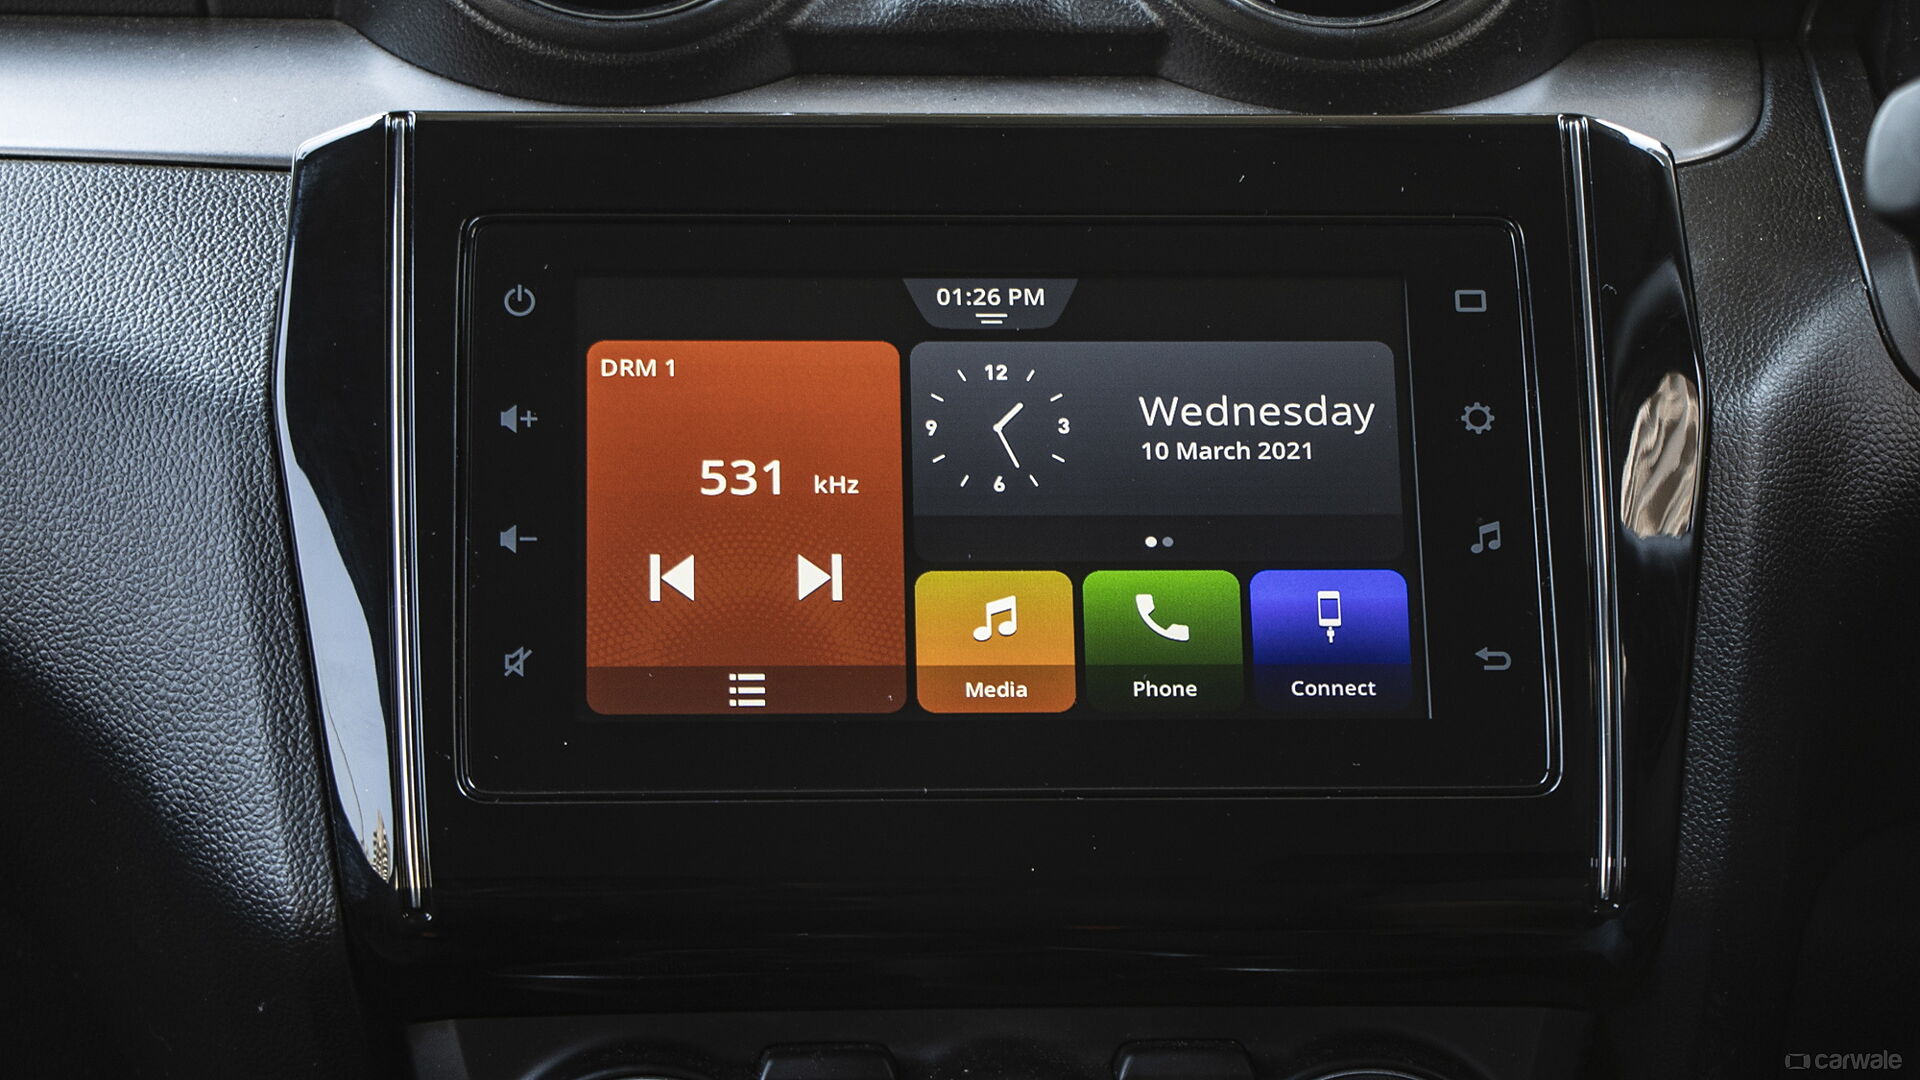 01:26 PM
DRM 1
531 kHz
12
9
3
6
Wednesday
10 March 2021
Media
Phone
Connect
carwale